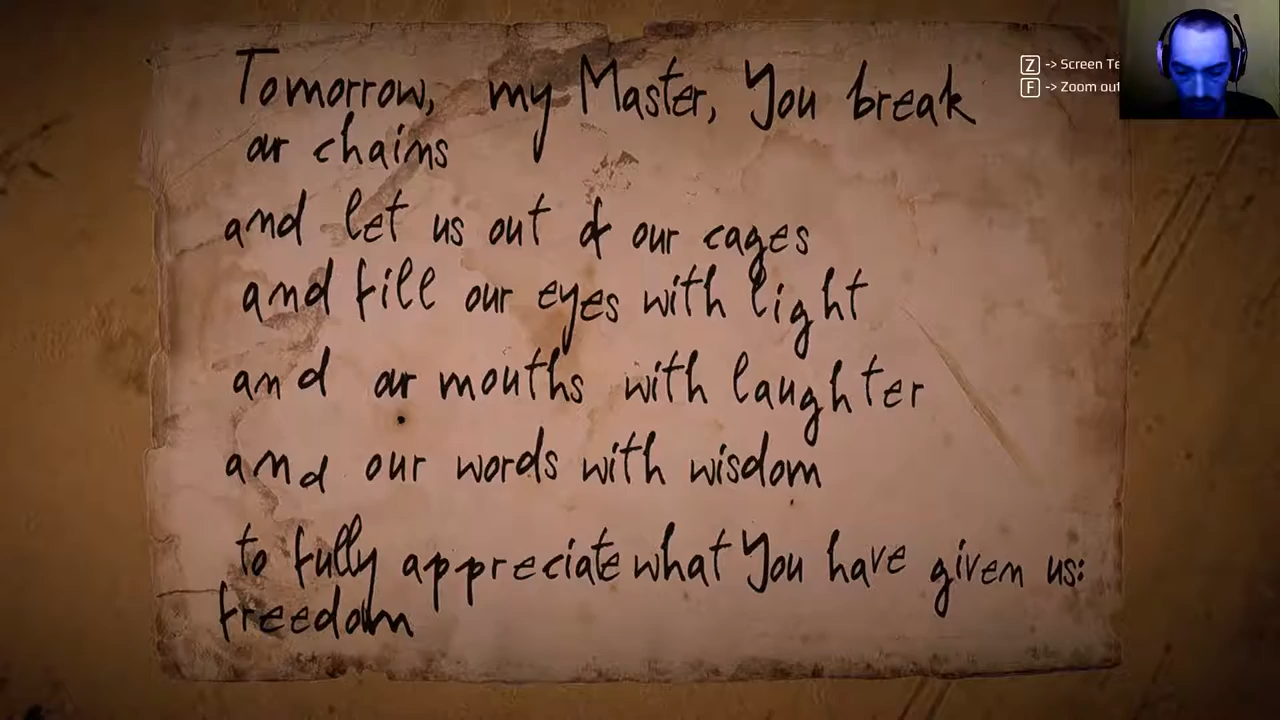 Tomorrow, my Master, You break
our chains
and let us out of our cages
and fill our eyes with light
and our mouths with laughter
and our words with wisdom
to fully appreciate what You have given us:
freedom
Z -> Screen Te
F -> Zoom out